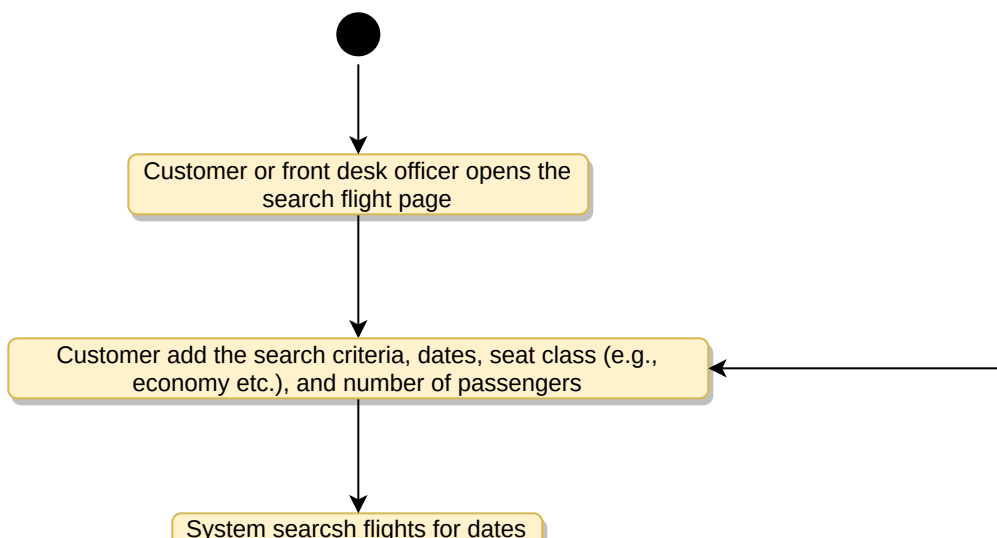 Customer or front desk officer opens the
search flight page
Customer add the search criteria, dates, seat class (e.g.,
economy etc.), and number of passengers
System searcsh flights for dates